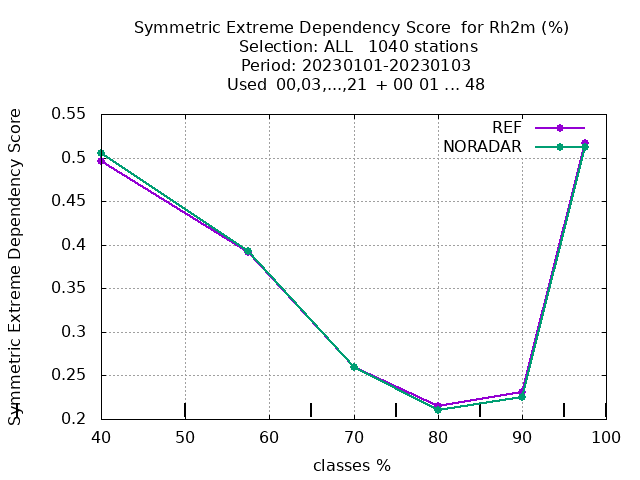 Symmetric Extreme Dependency Score  for Rh2m (%)
Selection: ALL   1040 stations
Period: 20230101-20230103
Used  00,03,...,21  + 00 01 ... 48
Symmetric Extreme Dependency Score
0.55
0.5
0.45
0.4
0.35
0.3
0.25
0.2
REF
NORADAR
40 50 60 70 80 90 100
classes %